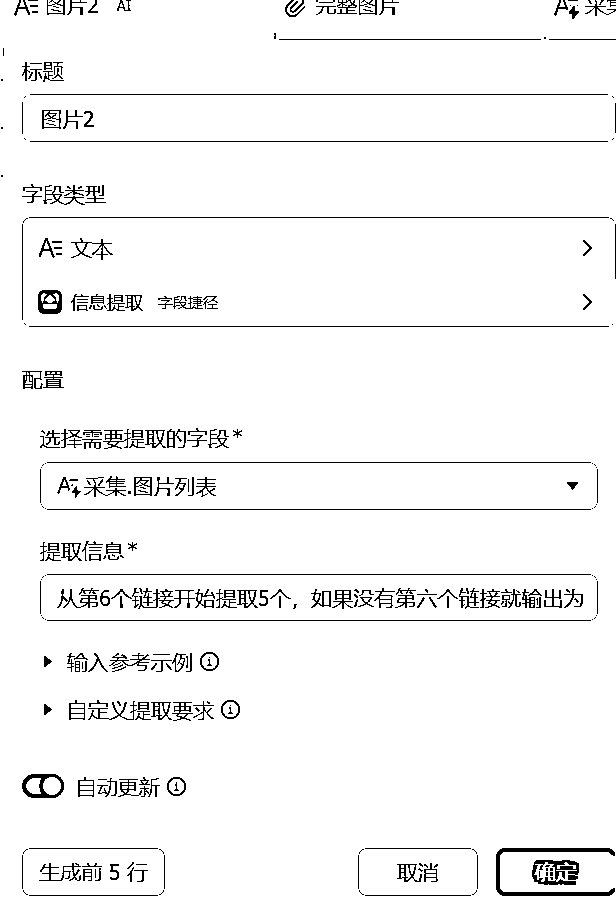 图片2 AI 完整图片 采集
标题
图片2
字段类型
文本
信息提取 字段捷径
配置
选择需要提取的字段*
采集.图片列表
提取信息*
从第6个链接开始提取5个，如果没有第六个链接就输出为
输入参考示例
自定义提取要求
自动更新
生成前 5 行 取消 确定